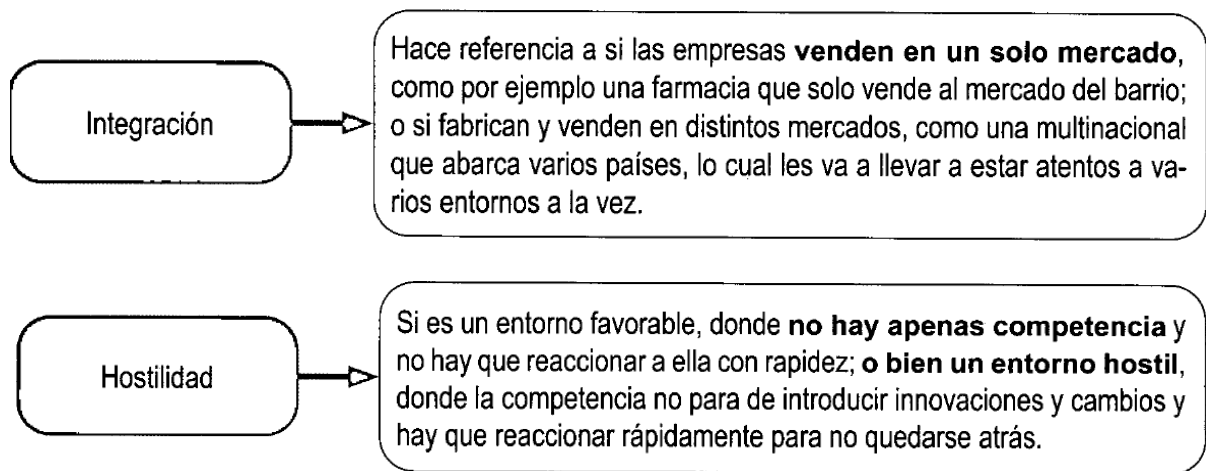 Integración
Hace referencia a si las empresas venden en un solo mercado,
como por ejemplo una farmacia que solo vende al mercado del barrio;
o si fabrican y venden en distintos mercados, como una multinacional
que abarca varios países, lo cual les va a llevar a estar atentos a va-
rios entornos a la vez.
Hostilidad
Si es un entorno favorable, donde no hay apenas competencia y
no hay que reaccionar a ella con rapidez; o bien un entorno hostil,
donde la competencia no para de introducir innovaciones y cambios y
hay que reaccionar rápidamente para no quedarse atrás.